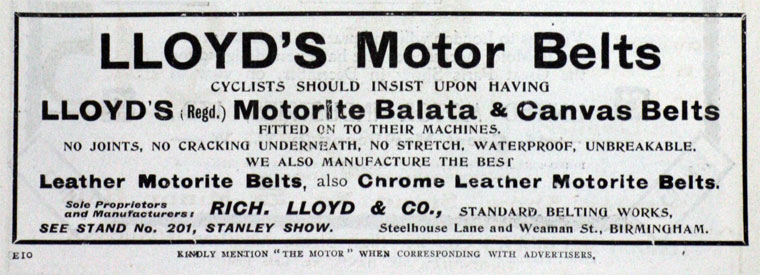 LLOYD'S Motor Belts
CYCLISTS SHOULD INSIST UPON HAVING
LLOYD'S (Regd.) Motorite Balata & Canvas Belts
FITTED ON TO THEIR MACHINES.
NO JOINTS, NO CRACKING UNDERNEATH, NO STRETCH, WATERPROOF, UNBREAKABLE.
WE ALSO MANUFACTURE THE BEST
Leather Motorite Belts, also Chrome Leather Motorite Belts.
Sole Proprietors
and Manufacturers: RICH. LLOYD & CO., STANDARD BELTING WORKS,
SEE STAND No. 201, STANLEY SHOW. Steelhouse Lane and Weaman St., BIRMINGHAM.
E10 KINDLY MENTION "THE MOTOR" WHEN CORRESPONDING WITH ADVERTISERS,